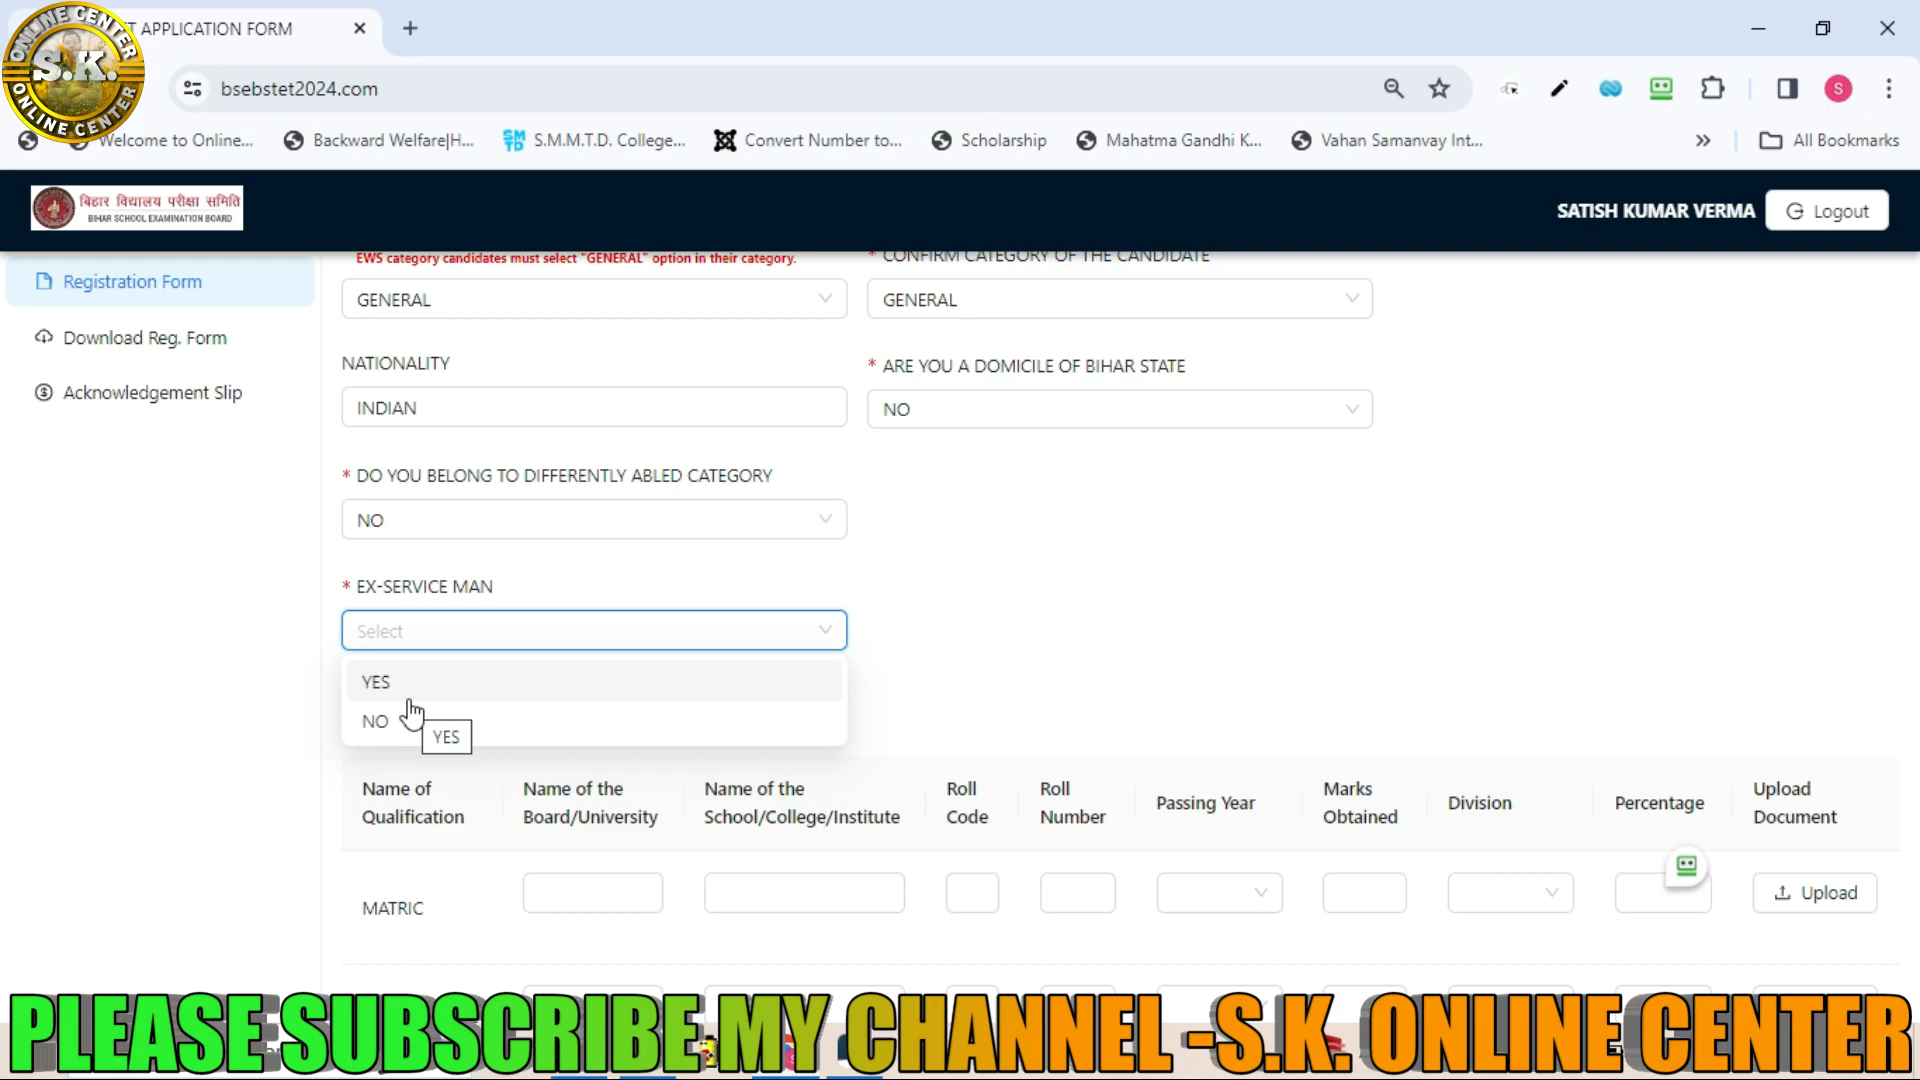 ONLINE CENTER
S.K.
ONLINE CENTER
T APPLICATION FORM
bsebstet2024.com
S
Welcome to Online...
Backward Welfare|H...
SMMTD
S.M.M.T.D. College...
Convert Number to...
Scholarship
Mahatma Gandhi K...
Vahan Samanvay Int...
All Bookmarks
बिहार विद्यालय परीक्षा समिति
BIHAR SCHOOL EXAMINATION BOARD
SATISH KUMAR VERMA
Logout
Registration Form
Download Reg. Form
Acknowledgement Slip
EWS category candidates must select "GENERAL" option in their category.
* CONFIRM CATEGORY OF THE CANDIDATE
GENERAL
GENERAL
NATIONALITY
* ARE YOU A DOMICILE OF BIHAR STATE
INDIAN
NO
* DO YOU BELONG TO DIFFERENTLY ABLED CATEGORY
NO
* EX-SERVICE MAN
Select
YES
NO
YES
Name of Qualification
Name of the Board/University
Name of the School/College/Institute
Roll Code
Roll Number
Passing Year
Marks Obtained
Division
Percentage
Upload Document
MATRIC
Upload
PLEASE SUBSCRIBE MY CHANNEL -S.K. ONLINE CENTER